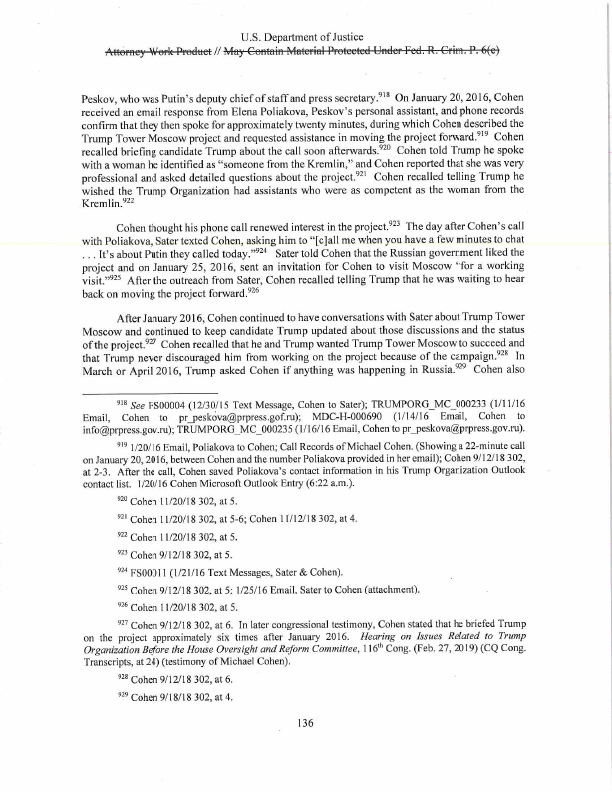 U.S. Department of Justice
Attorney Work Product // May Contain Material Protected Under Fed. R. Crim. P. 6(e)
Peskov, who was Putin's deputy chief of staff and press secretary.918 On January 20, 2016, Cohen
received an email response from Elena Poliakova, Peskov's personal assistant, and phone records
confirm that they then spoke for approximately twenty minutes, during which Cohen described the
Trump Tower Moscow project and requested assistance in moving the project forward.919 Cohen
recalled briefing candidate Trump about the call soon afterwards.920 Cohen told Trump he spoke
with a woman he identified as "someone from the Kremlin," and Cohen reported that she was very
professional and asked detailed questions about the project.921 Cohen recalled telling Trump he
wished the Trump Organization had assistants who were as competent as the woman from the
Kremlin.922
Cohen thought his phone call renewed interest in the project.923 The day after Cohen's call
with Poliakova, Sater texted Cohen, asking him to "[c]all me when you have a few minutes to chat
. . . It's about Putin they called today."924 Sater told Cohen that the Russian government liked the
project and on January 25, 2016, sent an invitation for Cohen to visit Moscow "for a working
visit."925 After the outreach from Sater, Cohen recalled telling Trump that he was waiting to hear
back on moving the project forward.926
After January 2016, Cohen continued to have conversations with Sater about Trump Tower
Moscow and continued to keep candidate Trump updated about those discussions and the status
of the project.927 Cohen recalled that he and Trump wanted Trump Tower Moscow to succeed and
that Trump never discouraged him from working on the project because of the campaign.928 In
March or April 2016, Trump asked Cohen if anything was happening in Russia.929 Cohen also
918 See FS00004 (12/30/15 Text Message, Cohen to Sater); TRUMPORG_MC_000233 (1/11/16
Email, Cohen to pr_peskova@prpress.gof.ru); MDC-H-000690 (1/14/16 Email, Cohen to
info@prpress.gov.ru); TRUMPORG_MC_000235 (1/16/16 Email, Cohen to pr_peskova@prpress.gov.ru).
919 1/20/16 Email, Poliakova to Cohen; Call Records of Michael Cohen. (Showing a 22-minute call
on January 20, 2016, between Cohen and the number Poliakova provided in her email); Cohen 9/12/18 302,
at 2-3. After the call, Cohen saved Poliakova's contact information in his Trump Organization Outlook
contact list. 1/20/16 Cohen Microsoft Outlook Entry (6:22 a.m.).
920 Cohen 11/20/18 302, at 5.
921 Cohen 11/20/18 302, at 5-6; Cohen 11/12/18 302, at 4.
922 Cohen 11/20/18 302, at 5.
923 Cohen 9/12/18 302, at 5.
924 FS00011 (1/21/16 Text Messages, Sater & Cohen).
925 Cohen 9/12/18 302, at 5; 1/25/16 Email, Sater to Cohen (attachment).
926 Cohen 11/20/18 302, at 5.
927 Cohen 9/12/18 302, at 6. In later congressional testimony, Cohen stated that he briefed Trump
on the project approximately six times after January 2016. Hearing on Issues Related to Trump
Organization Before the House Oversight and Reform Committee, 116th Cong. (Feb. 27, 2019) (CQ Cong.
Transcripts, at 24) (testimony of Michael Cohen).
928 Cohen 9/12/18 302, at 6.
929 Cohen 9/18/18 302, at 4.
136